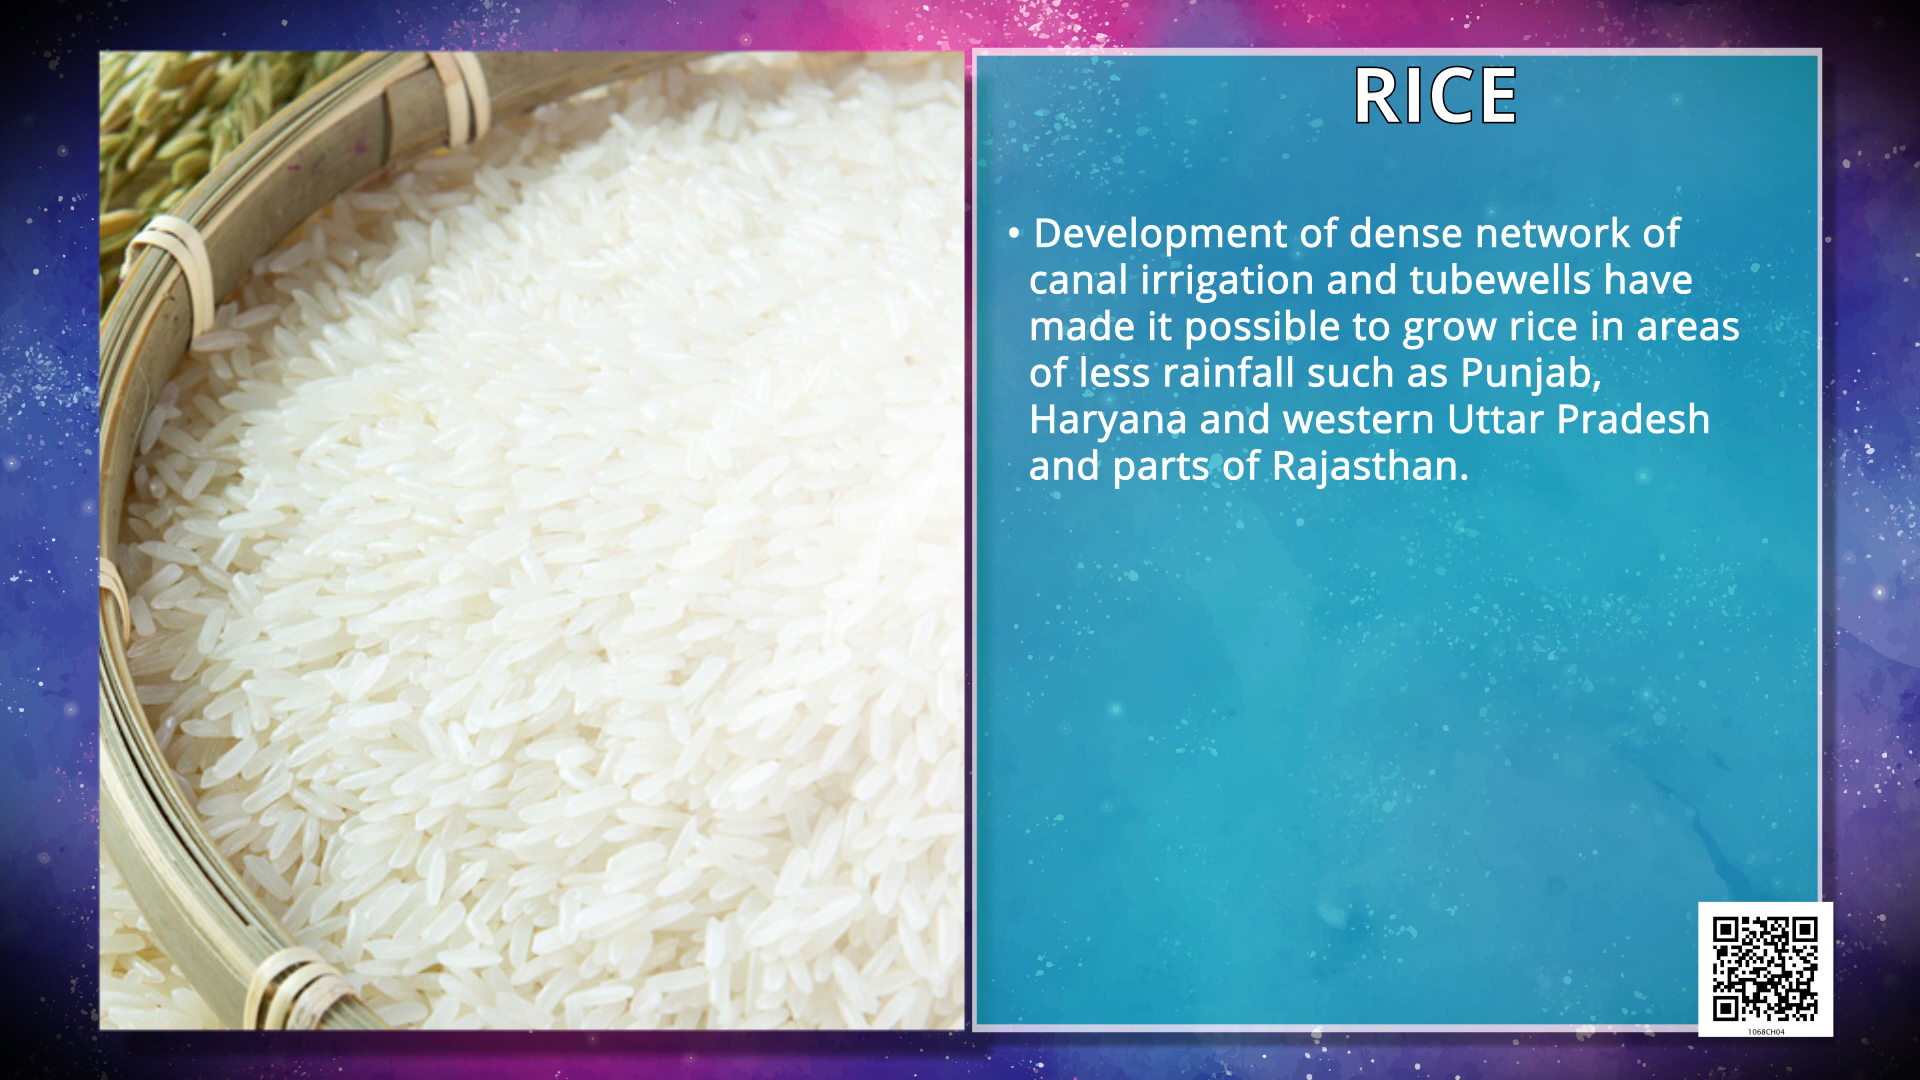 RICE
• Development of dense network of
canal irrigation and tubewells have
made it possible to grow rice in areas
of less rainfall such as Punjab,
Haryana and western Uttar Pradesh
and parts of Rajasthan.
1068CH04